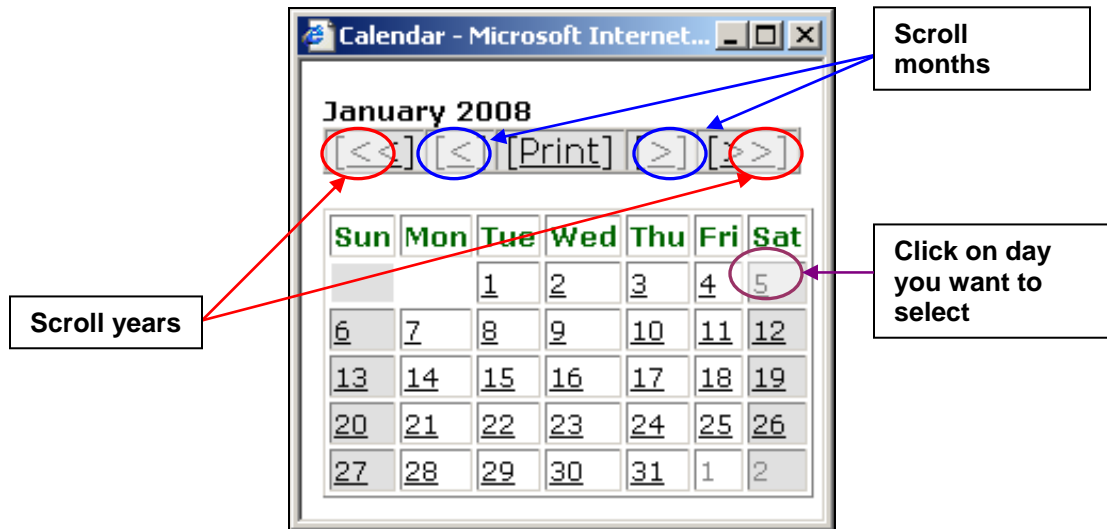 Calendar - Microsoft Internet...
Scroll
months
January 2008
[<<] [<] [Print] [>] [>>]
Sun Mon Tue Wed Thu Fri Sat
1 2 3 4 5
Click on day
you want to
select
Scroll years
6 7 8 9 10 11 12
13 14 15 16 17 18 19
20 21 22 23 24 25 26
27 28 29 30 31 1 2